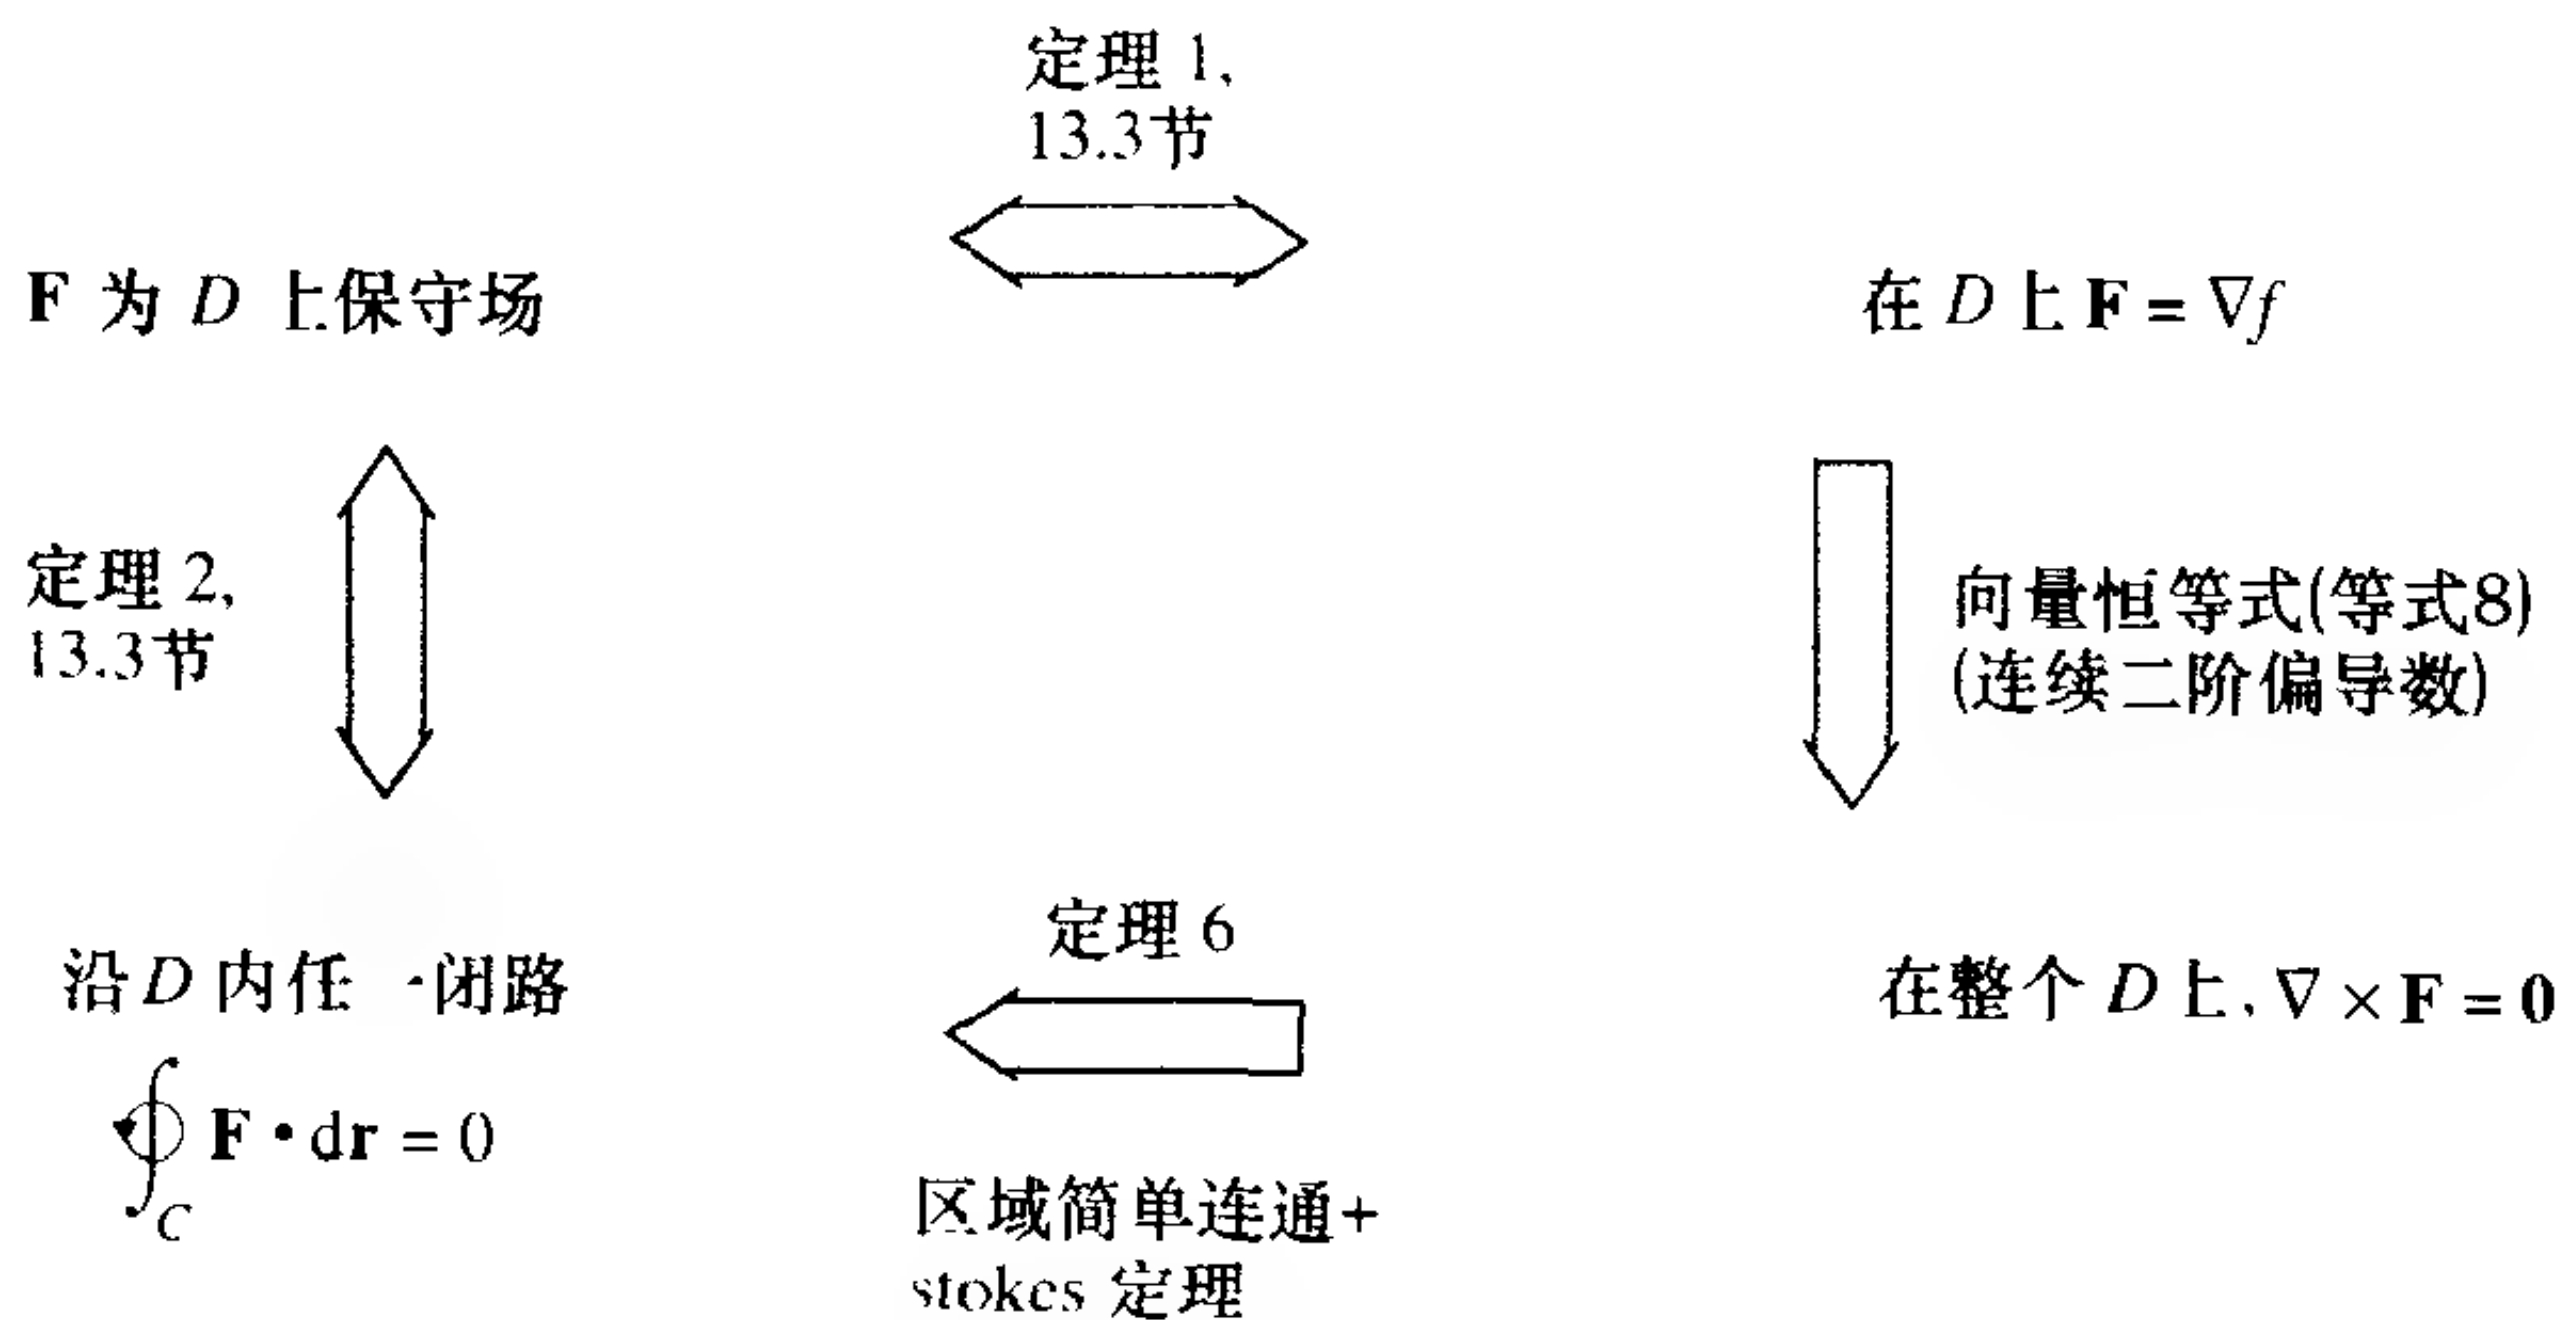 定理 1,
13.3节
F 为 D 上保守场
在 D 上 F = ∇f
定理 2,
13.3节
向量恒等式(等式8)
(连续二阶偏导数)
定理 6
沿 D 内任一闭路
在整个 D 上, ∇ × F = 0
∮_C F • dr = 0
区域简单连通+
stokes 定理